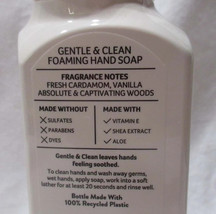 GENTLE & CLEAN
FOAMING HAND SOAP
FRAGRANCE NOTES
FRESH CARDAMOM, VANILLA
ABSOLUTE & CAPTIVATING WOODS
MADE WITHOUT
SULFATES
PARABENS
DYES
MADE WITH
VITAMIN E
SHEA EXTRACT
ALOE
Gentle & Clean leaves hands
feeling soothed.
To clean hands and wash away germs,
wet hands, apply soap, work into a soft
lather for at least 20 seconds and rinse well.
Bottle Made With
100% Recycled Plastic